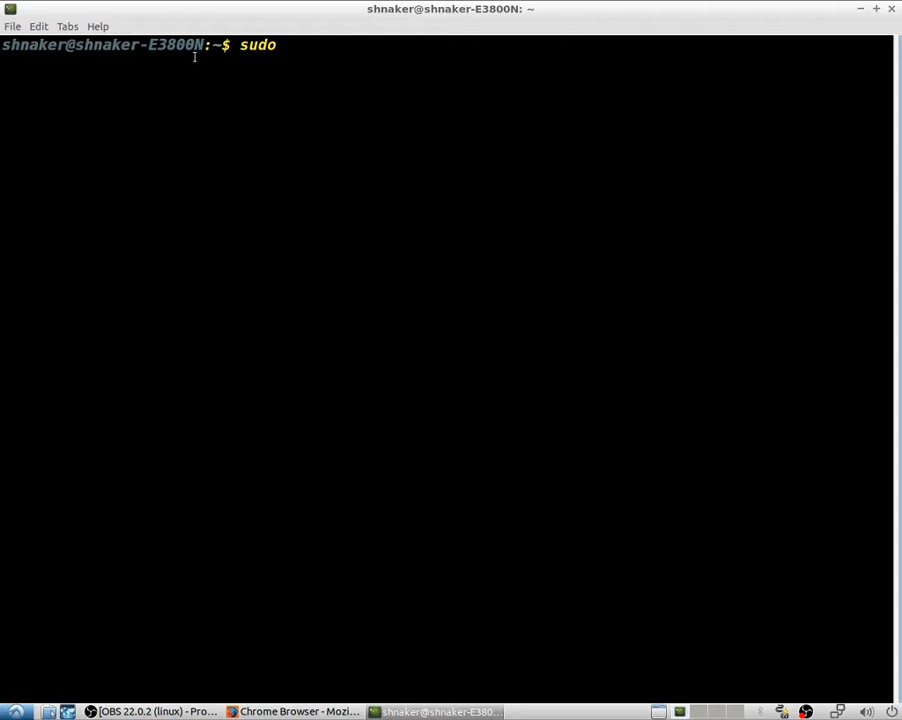 shnaker@shnaker-E3800N: ~
File Edit Tabs Help
shnaker@shnaker-E3800N:~$ sudo
[OBS 22.0.2 (linux) - Pro... Chrome Browser - Mozi... shnaker@shnaker-E380...